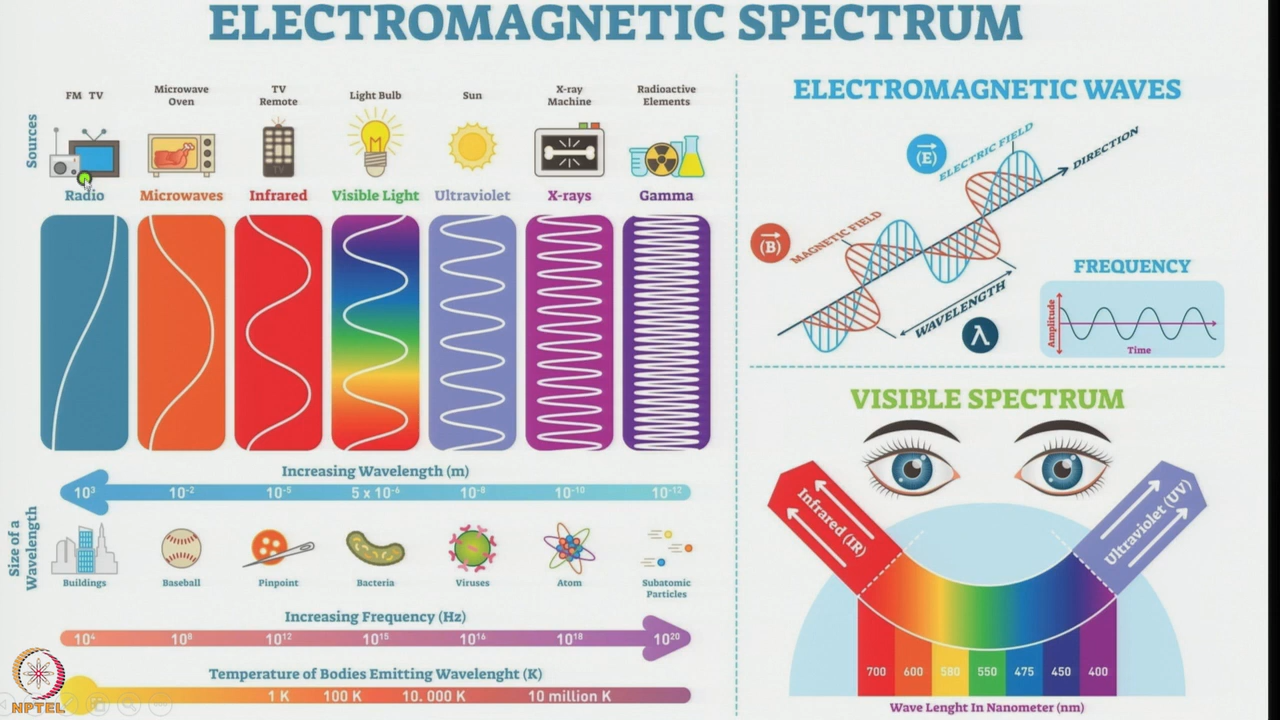 ELECTROMAGNETIC SPECTRUM
Sources
FM TV
Microwave
Oven
TV
Remote
Light Bulb
Sun
X-ray
Machine
Radioactive
Elements
Radio
Microwaves
Infrared
Visible Light
Ultraviolet
X-rays
Gamma
Increasing Wavelength (m)
10³
10⁻²
10⁻⁵
5 x 10⁻⁶
10⁻⁸
10⁻¹⁰
10⁻¹²
Size of a
Wavelength
Buildings
Baseball
Pinpoint
Bacteria
Viruses
Atom
Subatomic
Particles
Increasing Frequency (Hz)
10⁴
10⁸
10¹²
10¹⁵
10¹⁶
10¹⁸
10²⁰
Temperature of Bodies Emitting Wavelenght (K)
1 K
100 K
10. 000 K
10 million K
NPTEL
ELECTROMAGNETIC WAVES
(E)
ELECTRIC FIELD
DIRECTION
(B)
MAGNETIC FIELD
WAVELENGTH
λ
FREQUENCY
Amplitude
Time
VISIBLE SPECTRUM
Infrared (IR)
Ultraviolet (UV)
700
600
580
550
475
450
400
Wave Lenght In Nanometer (nm)